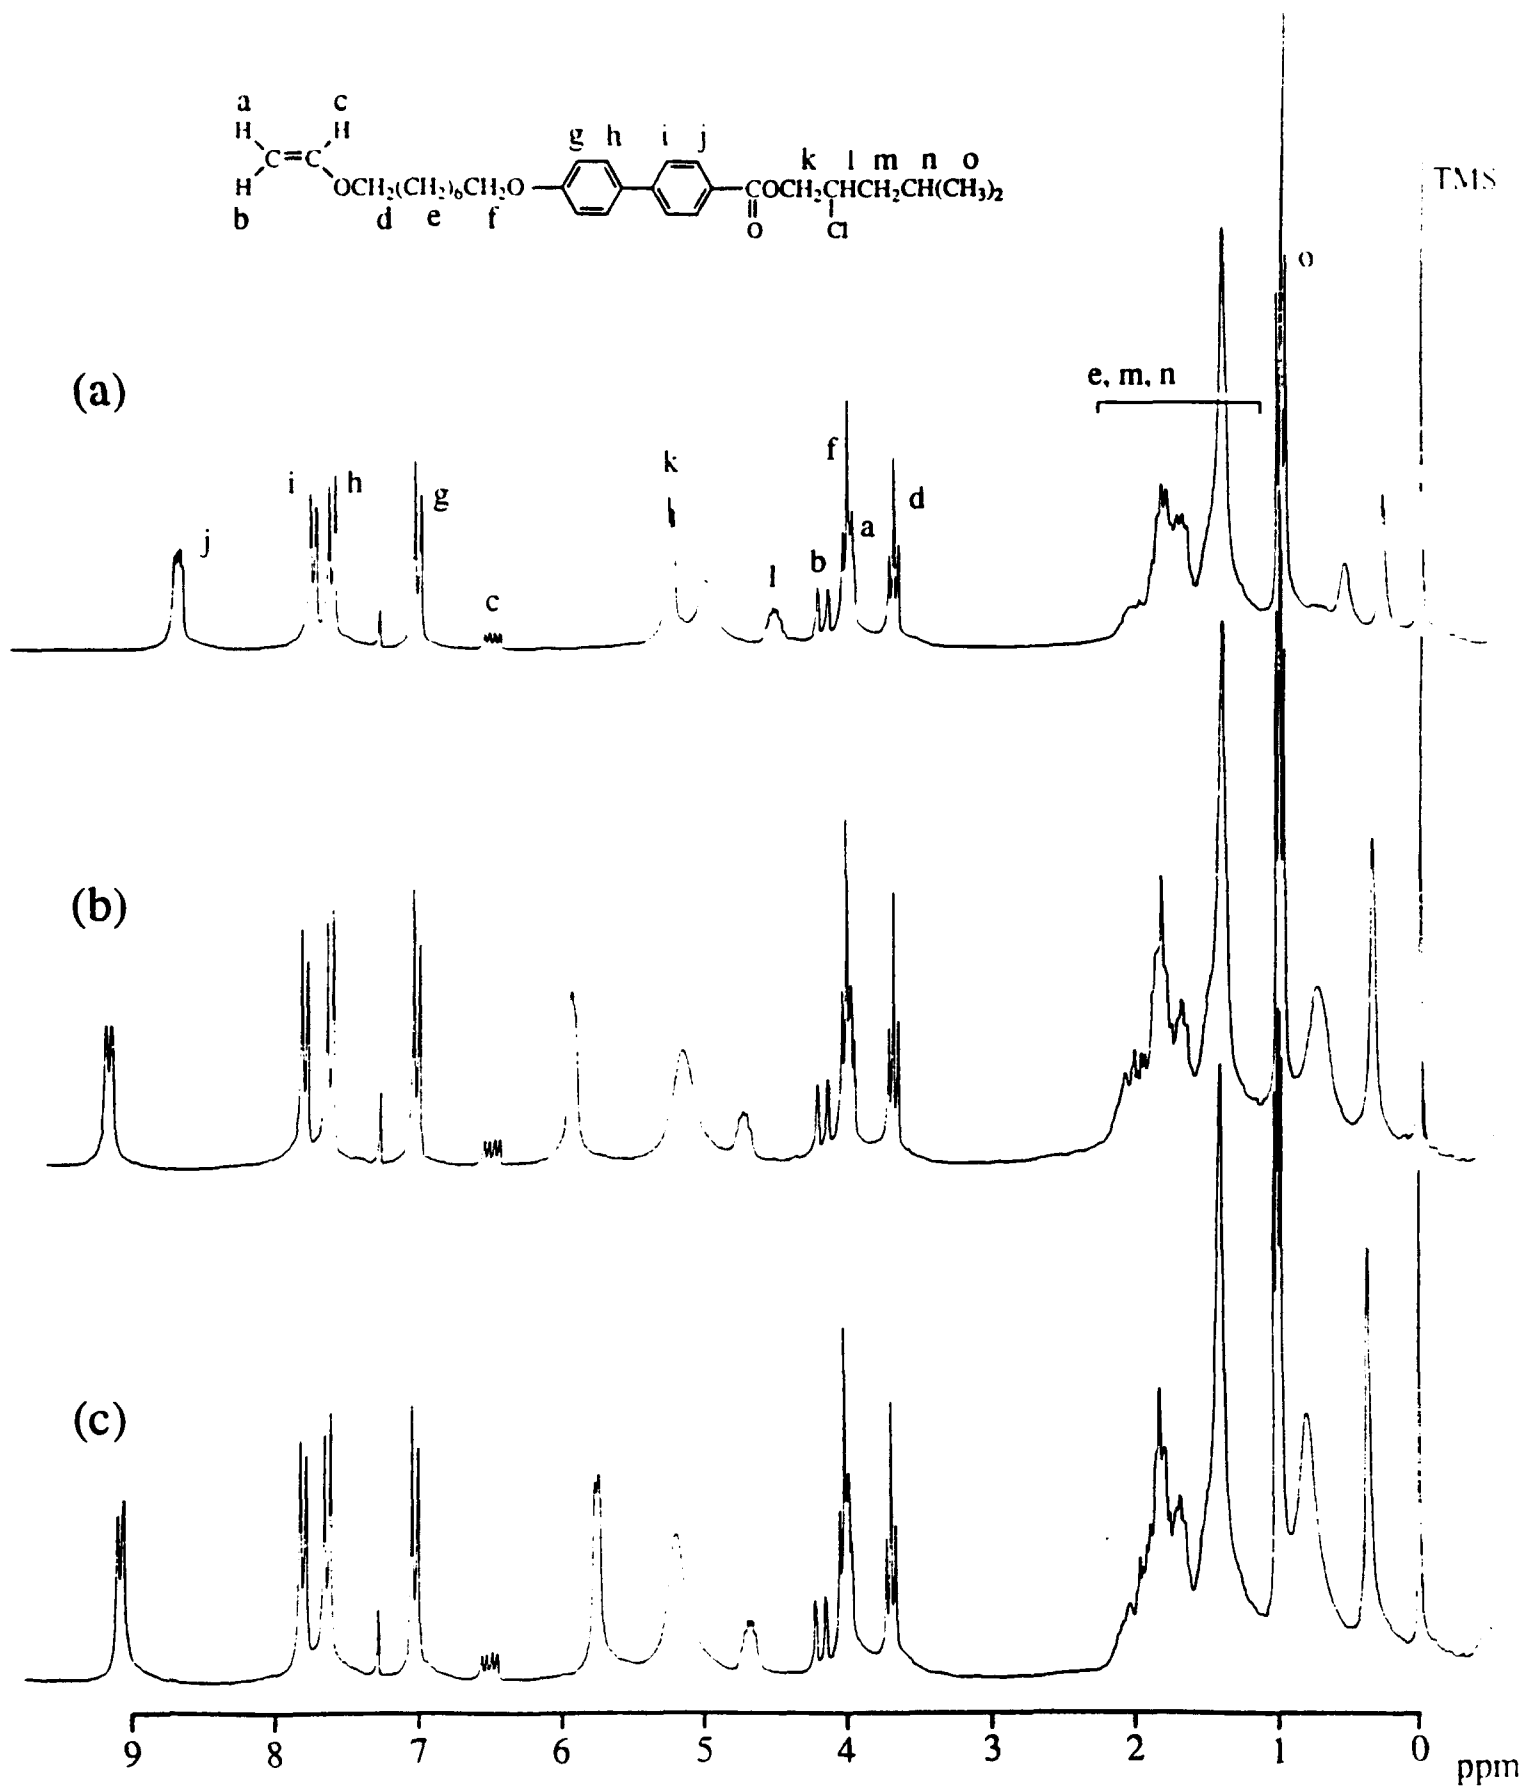 a c
H H
C=C
H OCH₂(CH₂)₆CH₂O
b d e f
g h i j
k l m n o
COCH₂CHCH₂CH(CH₃)₂
O Cl
TMS
o
(a)
e, m, n
j i h g c k l b f a d
(b)
(c)
9 8 7 6 5 4 3 2 1 0 ppm